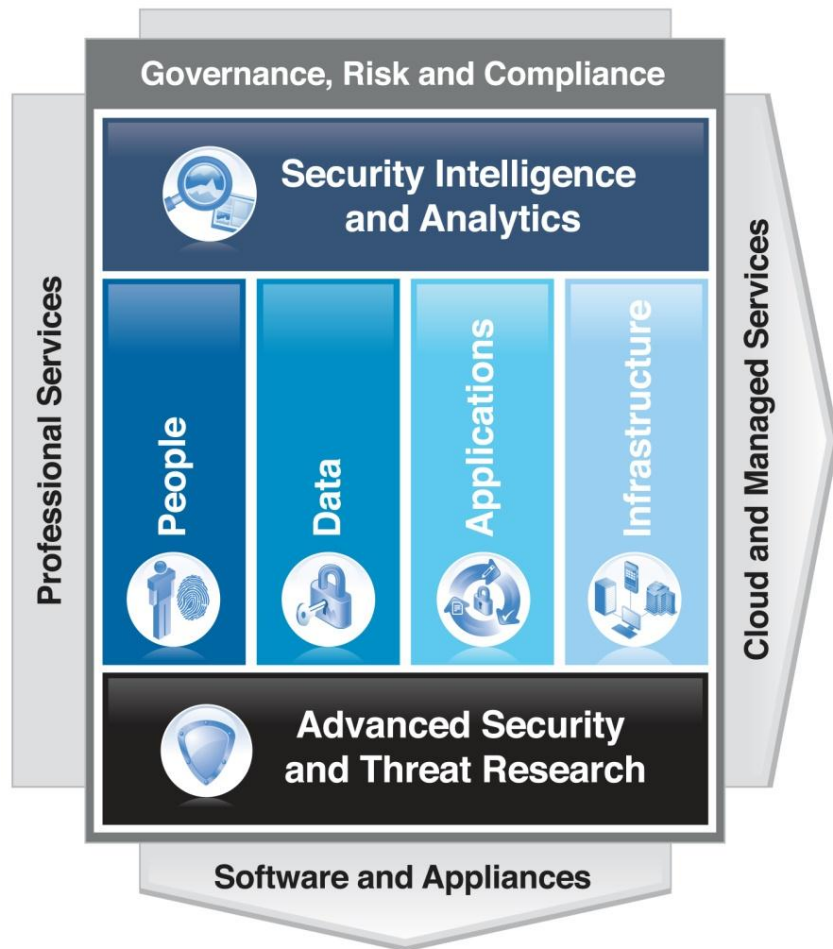 Governance, Risk and Compliance
Security Intelligence
and Analytics
Professional Services
People
Data
Applications
Infrastructure
Cloud and Managed Services
Advanced Security
and Threat Research
Software and Appliances